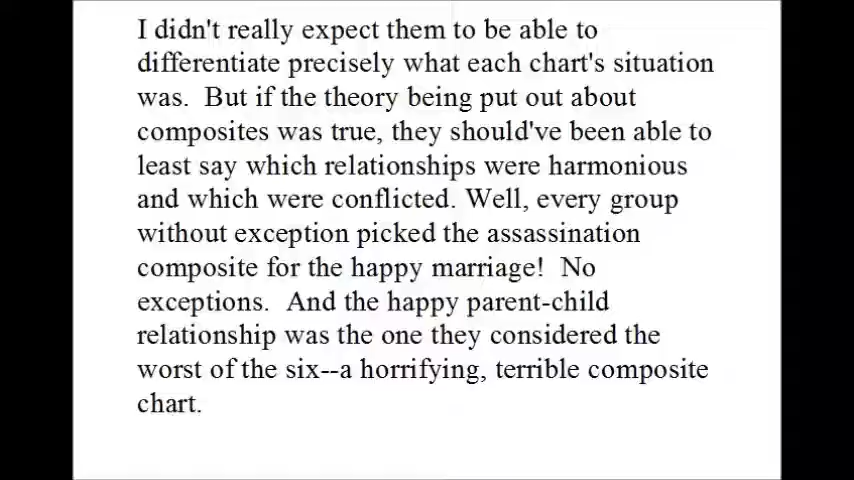 I didn't really expect them to be able to
differentiate precisely what each chart's situation
was.  But if the theory being put out about
composites was true, they should've been able to
least say which relationships were harmonious
and which were conflicted. Well, every group
without exception picked the assassination
composite for the happy marriage!  No
exceptions.  And the happy parent-child
relationship was the one they considered the
worst of the six--a horrifying, terrible composite
chart.